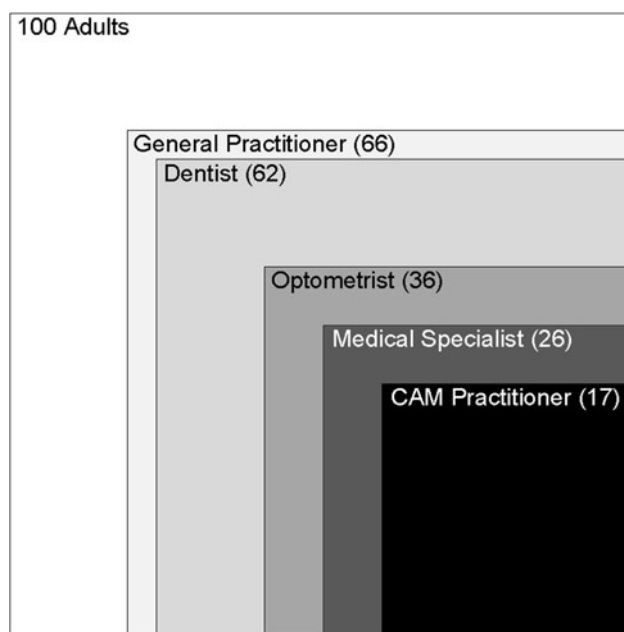 100 Adults
General Practitioner (66)
Dentist (62)
Optometrist (36)
Medical Specialist (26)
CAM Practitioner (17)